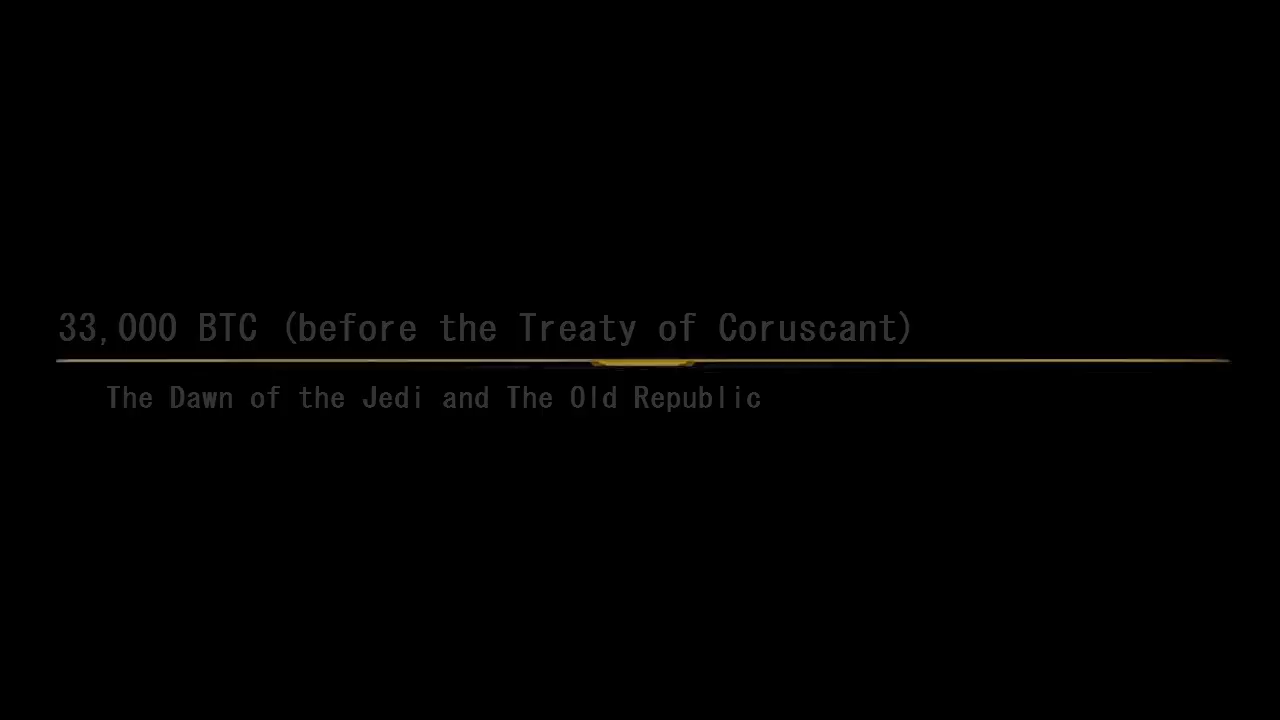 33,000 BTC (before the Treaty of Coruscant)
The Dawn of the Jedi and The Old Republic